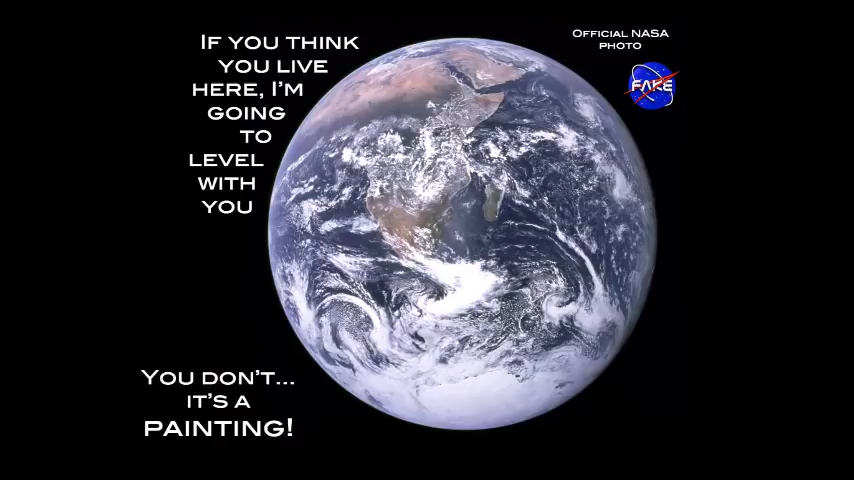 If you think
you live
here, I'm
going
to
level
with
you
Official NASA
photo
FAKE
You don't...
it's a
painting!